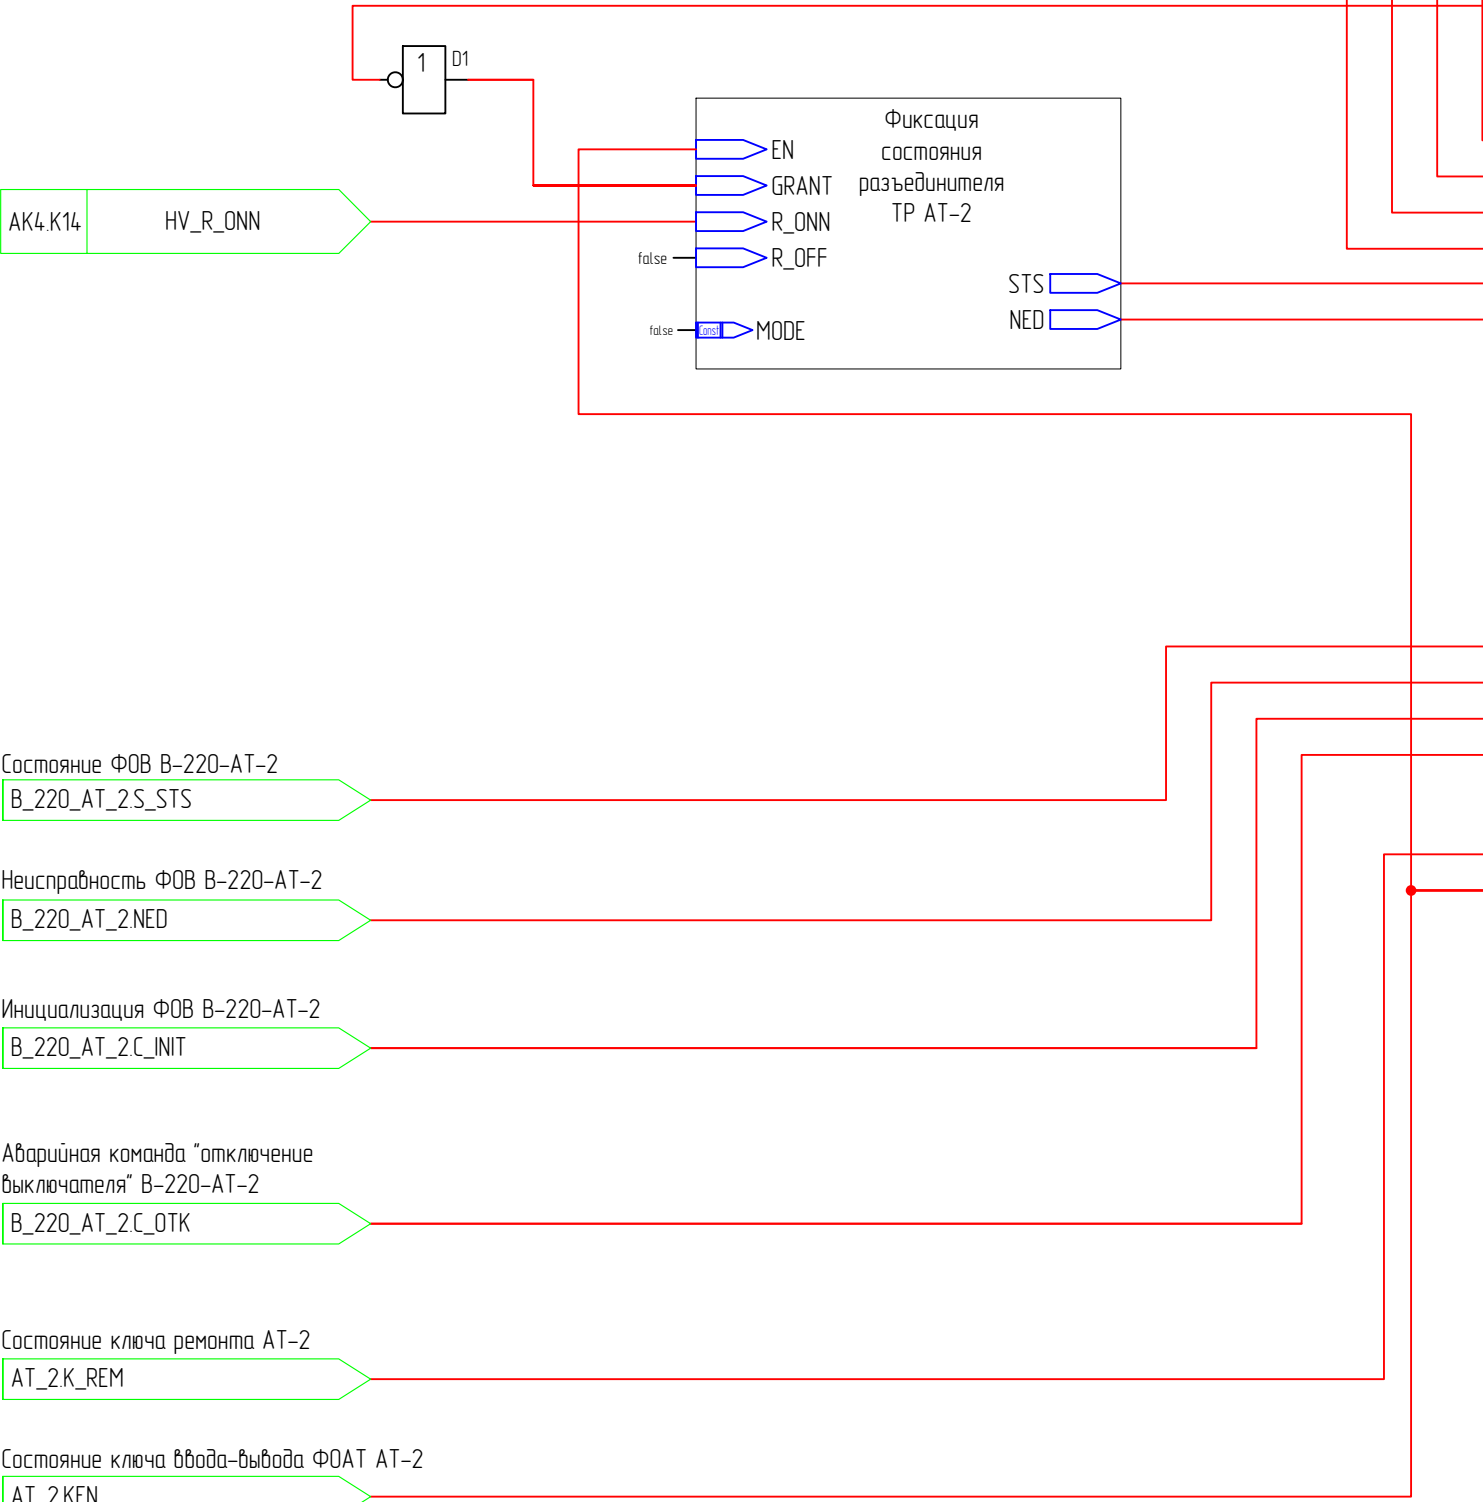 1
D1
Фиксация
состояния
разъединителя
ТР АТ-2
EN
GRANT
R_ONN
R_OFF
false
STS
NED
false
Const
MODE
AK4.K14
HV_R_ONN
Состояние ФОВ В-220-АТ-2
B_220_AT_2.S_STS
Неисправность ФОВ В-220-АТ-2
B_220_AT_2.NED
Инициализация ФОВ В-220-АТ-2
B_220_AT_2.C_INIT
Аварийная команда "отключение
выключателя" В-220-АТ-2
B_220_AT_2.C_OTK
Состояние ключа ремонта АТ-2
AT_2.K_REM
Состояние ключа ввода-вывода ФОАТ АТ-2
AT_2.KEN